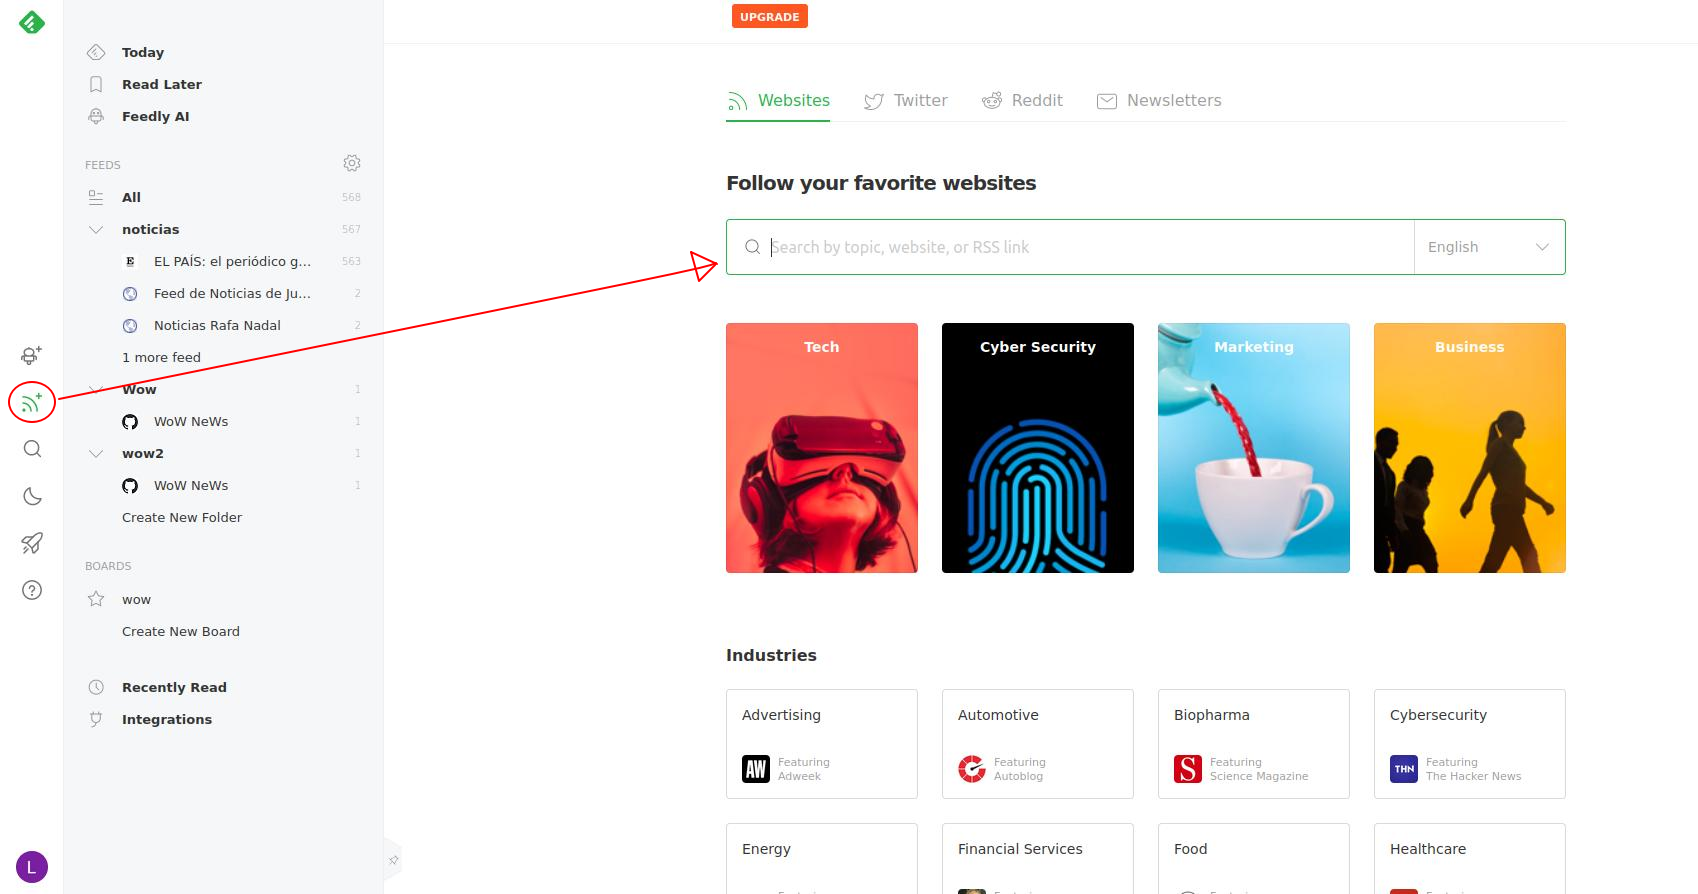 UPGRADE
Today
Read Later
Feedly AI
FEEDS
All 568
noticias 567
EL PAÍS: el periódico g... 563
Feed de Noticias de Ju... 2
Noticias Rafa Nadal 2
1 more feed
Wow 1
WoW NeWs 1
wow2 1
WoW NeWs 1
Create New Folder
BOARDS
wow
Create New Board
Recently Read
Integrations
L
Websites Twitter Reddit Newsletters
Follow your favorite websites
Search by topic, website, or RSS link English
Tech Cyber Security Marketing Business
Industries
Advertising
AW Featuring
Adweek
Automotive
Featuring
Autoblog
Biopharma
S Featuring
Science Magazine
Cybersecurity
THN Featuring
The Hacker News
Energy
Financial Services
Food
Healthcare